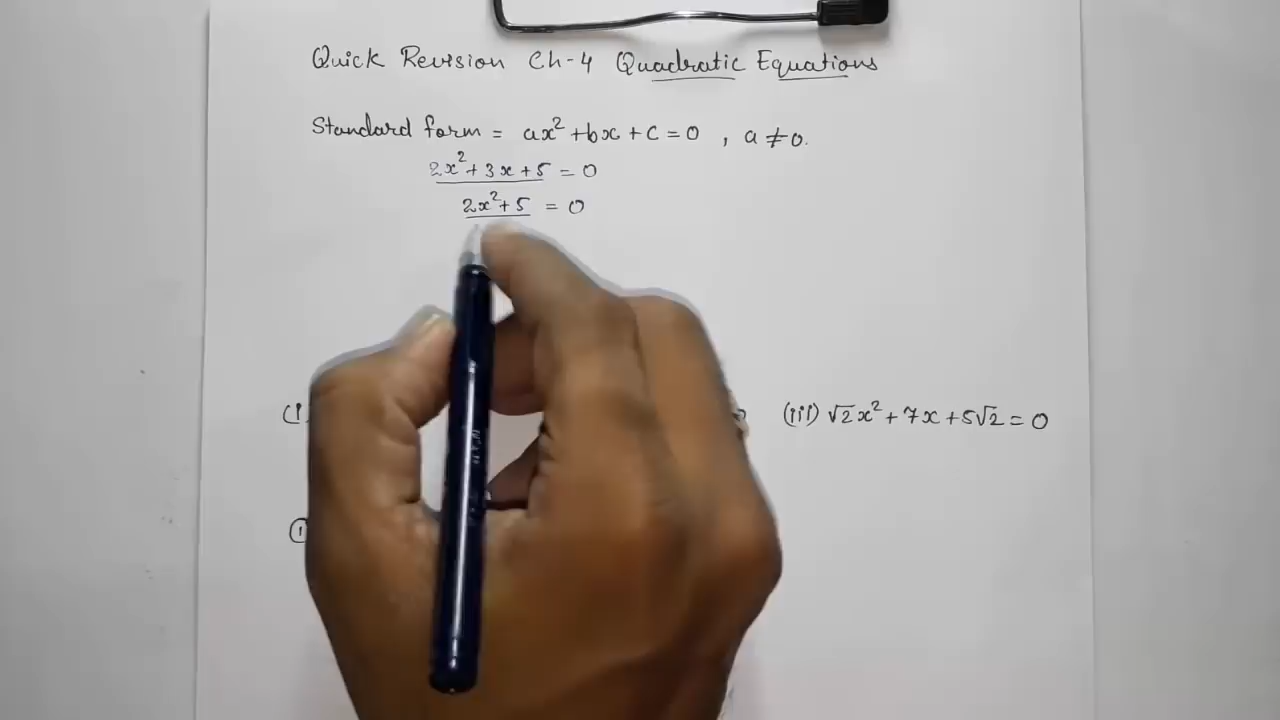 Quick Revision Ch-4 Quadratic Equations
Standard form = ax² + bx + c = 0 , a ≠ 0.
2x² + 3x + 5 = 0
2x² + 5 = 0
(iii) √2x² + 7x + 5√2 = 0